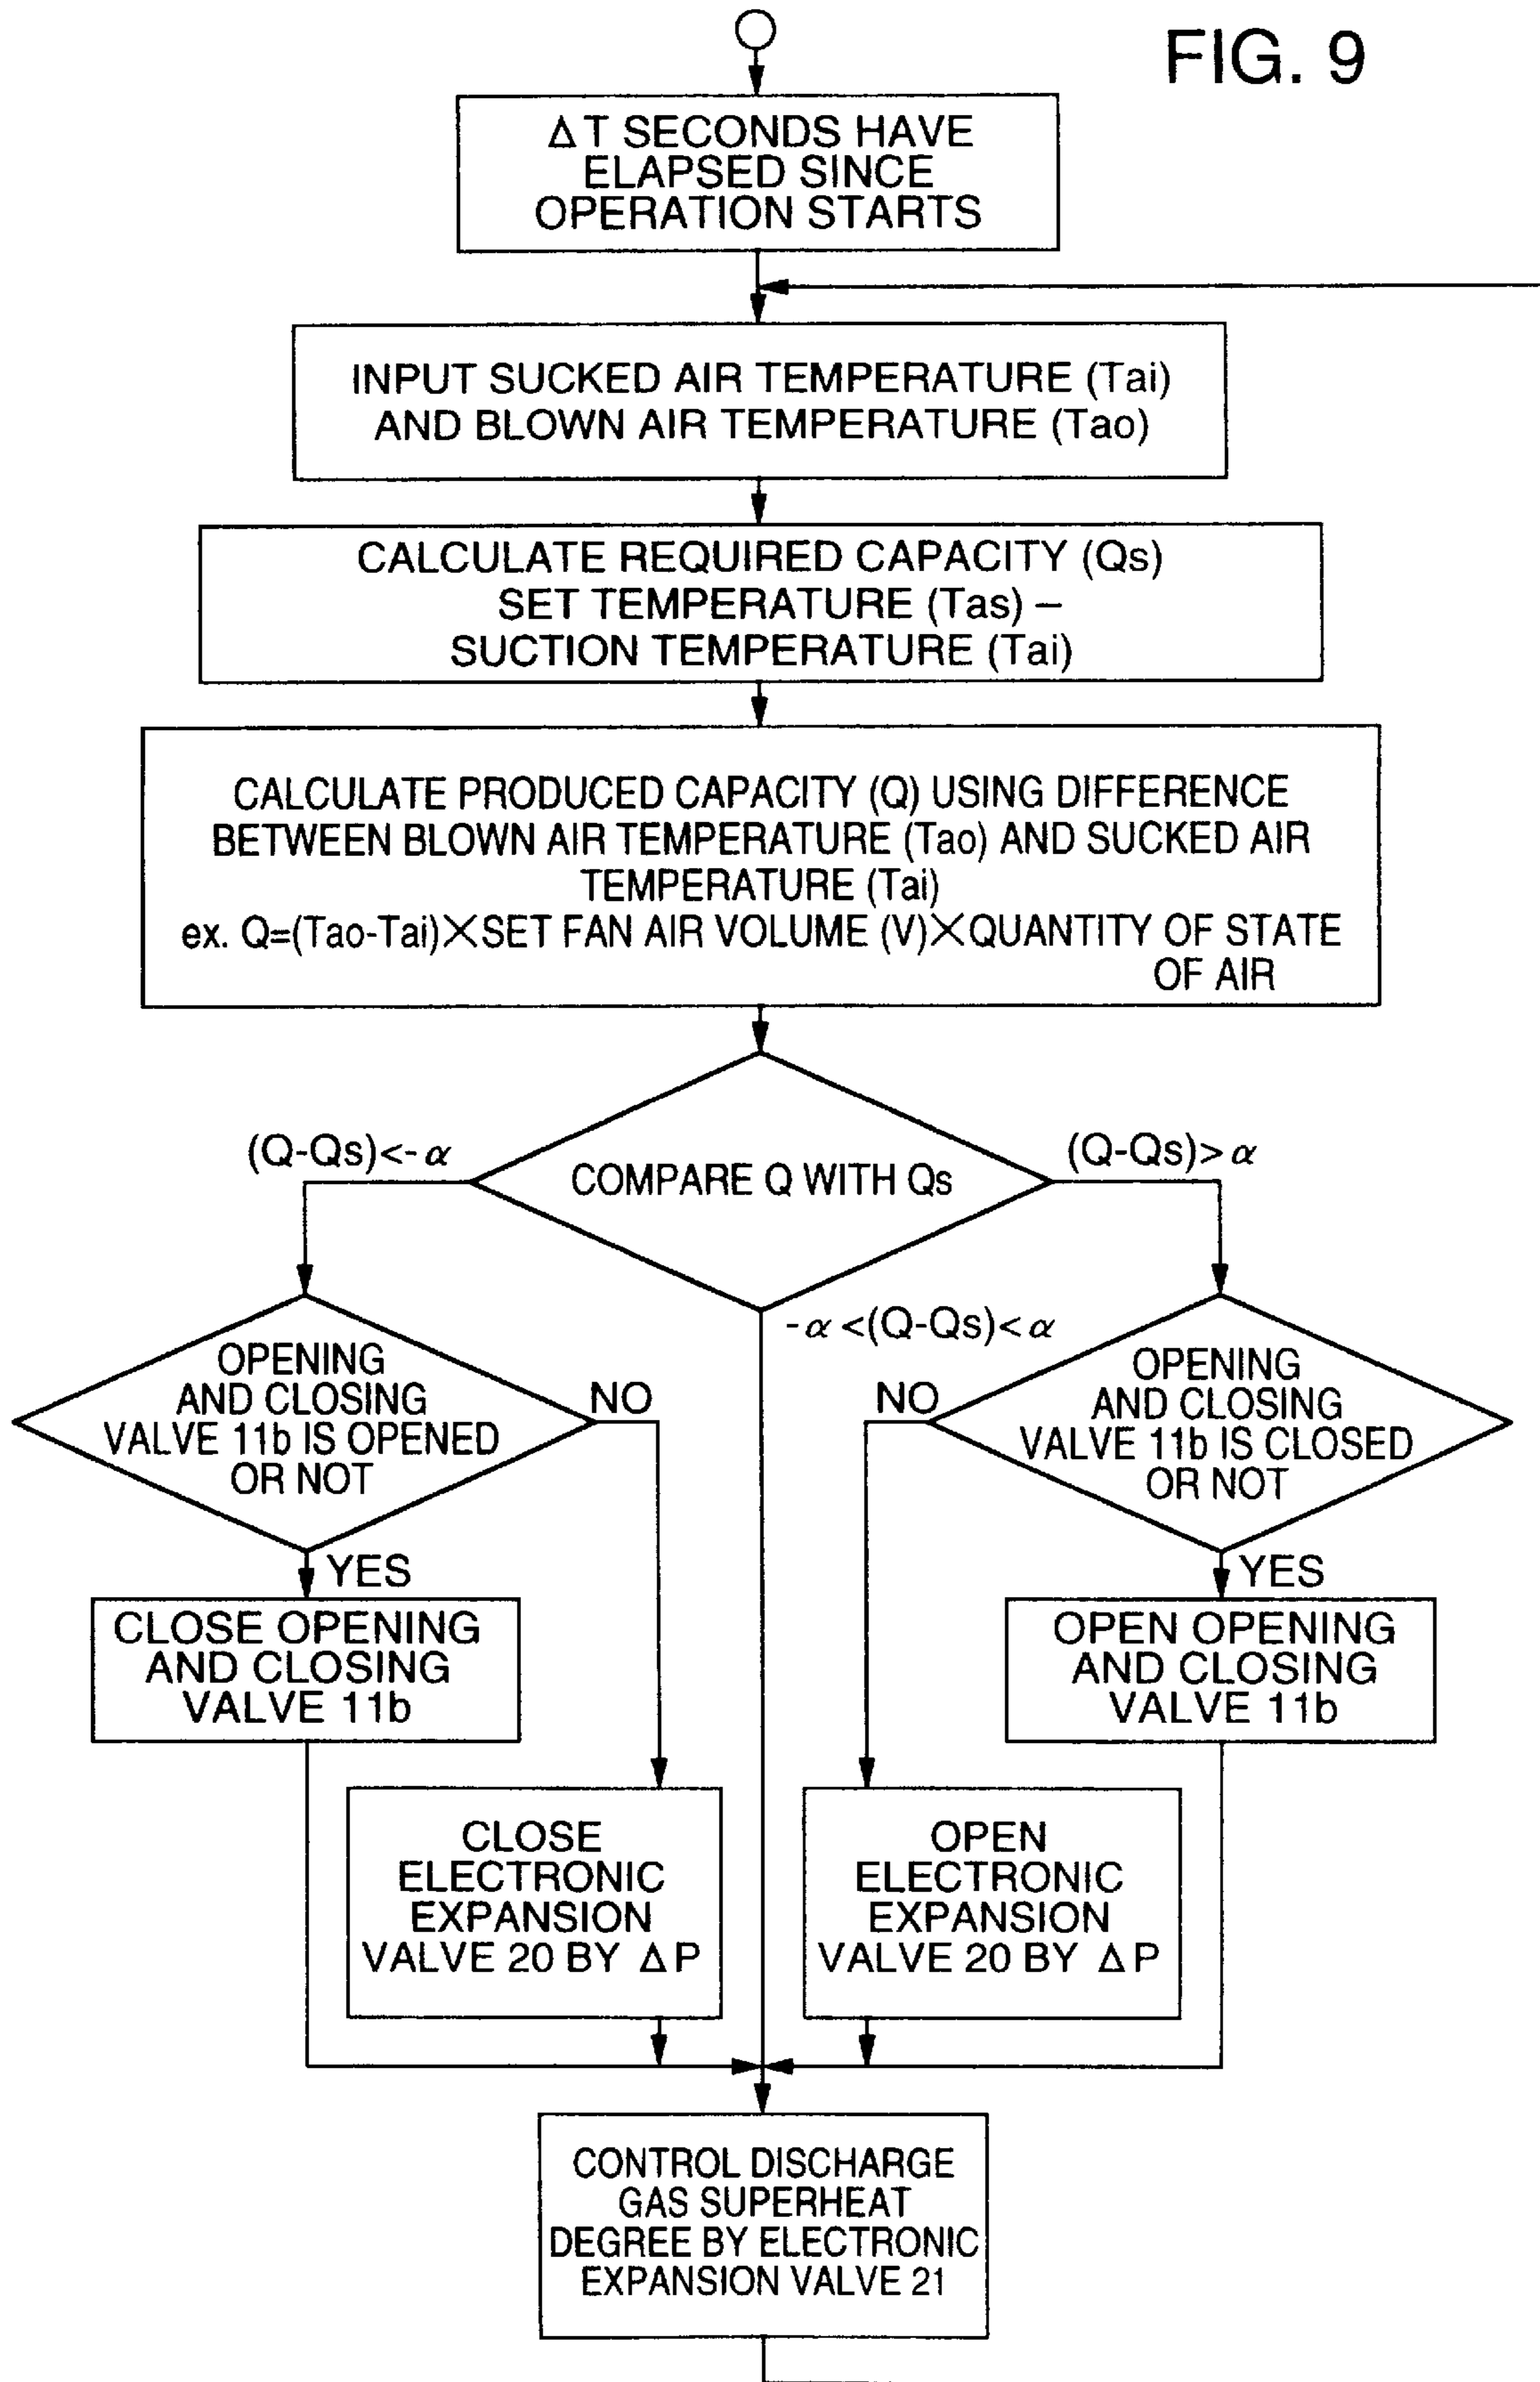 FIG. 9
Δ T SECONDS HAVE
ELAPSED SINCE
OPERATION STARTS
INPUT SUCKED AIR TEMPERATURE (Tai)
AND BLOWN AIR TEMPERATURE (Tao)
CALCULATE REQUIRED CAPACITY (Qs)
SET TEMPERATURE (Tas) –
SUCTION TEMPERATURE (Tai)
CALCULATE PRODUCED CAPACITY (Q) USING DIFFERENCE
BETWEEN BLOWN AIR TEMPERATURE (Tao) AND SUCKED AIR
TEMPERATURE (Tai)
ex. Q=(Tao-Tai)×SET FAN AIR VOLUME (V)×QUANTITY OF STATE
OF AIR
(Q-Qs)<-α
COMPARE Q WITH Qs
(Q-Qs)>α
-α<(Q-Qs)<α
OPENING
AND CLOSING
VALVE 11b IS OPENED
OR NOT
NO
YES
CLOSE OPENING
AND CLOSING
VALVE 11b
CLOSE
ELECTRONIC
EXPANSION
VALVE 20 BY Δ P
OPENING
AND CLOSING
VALVE 11b IS CLOSED
OR NOT
NO
YES
OPEN OPENING
AND CLOSING
VALVE 11b
OPEN
ELECTRONIC
EXPANSION
VALVE 20 BY Δ P
CONTROL DISCHARGE
GAS SUPERHEAT
DEGREE BY ELECTRONIC
EXPANSION VALVE 21